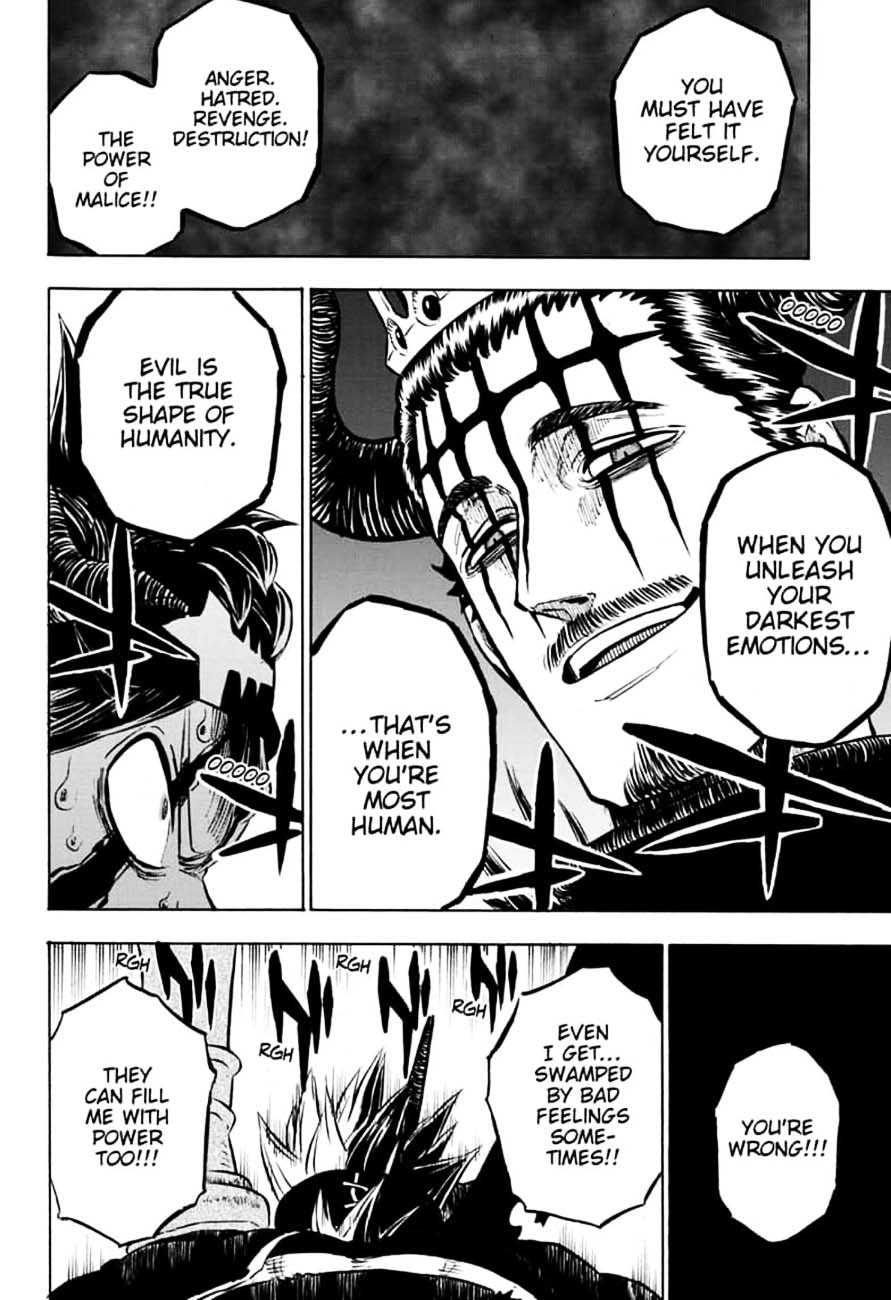 YOU
MUST HAVE
FELT IT
YOURSELF.
ANGER.
HATRED.
REVENGE.
DESTRUCTION!
THE
POWER
OF
MALICE!!
OOOOO
WHEN YOU
UNLEASH
YOUR
DARKEST
EMOTIONS...
...THAT'S
WHEN
YOU'RE
MOST
HUMAN.
EVIL IS
THE TRUE
SHAPE OF
HUMANITY.
OOOOO
YOU'RE
WRONG!!!
EVEN
I GET...
SWAMPED
BY BAD
FEELINGS
SOME-
TIMES!!
RGH
RGH
RGH
RGH
THEY
CAN FILL
ME WITH
POWER
TOO!!!